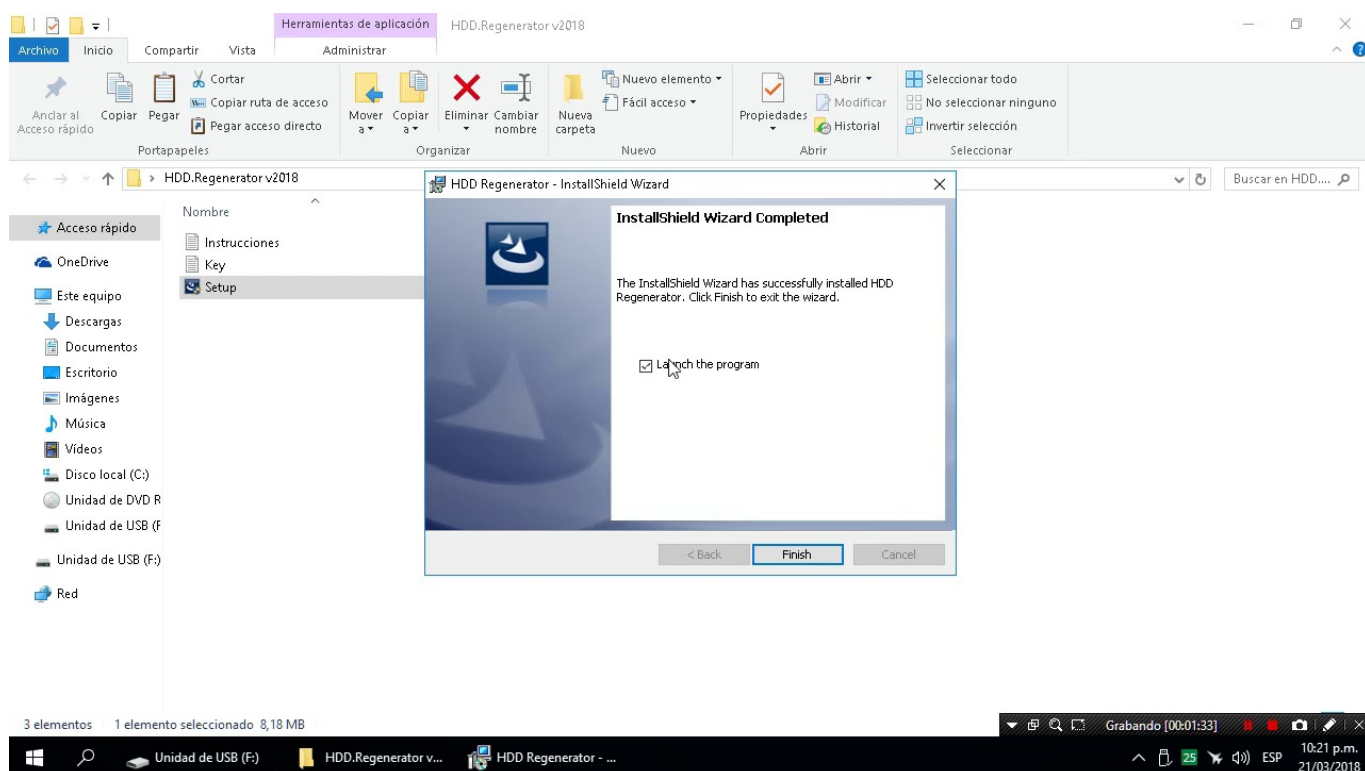 Herramientas de aplicación
HDD.Regenerator v2018
Archivo
Inicio
Compartir
Vista
Administrar
Anclar al
Acceso rápido
Copiar
Pegar
Cortar
Copiar ruta de acceso
Pegar acceso directo
Portapapeles
Mover
a
Copiar
a
Eliminar
Cambiar
nombre
Organizar
Nueva
carpeta
Nuevo elemento
Fácil acceso
Nuevo
Propiedades
Abrir
Modificar
Historial
Abrir
Seleccionar todo
No seleccionar ninguno
Invertir selección
Seleccionar
HDD.Regenerator v2018
Buscar en HDD....
Acceso rápido
OneDrive
Este equipo
Descargas
Documentos
Escritorio
Imágenes
Música
Vídeos
Disco local (C:)
Unidad de DVD R
Unidad de USB (F
Unidad de USB (F:)
Red
Nombre
Instrucciones
Key
Setup
HDD Regenerator - InstallShield Wizard
InstallShield Wizard Completed
The InstallShield Wizard has successfully installed HDD
Regenerator. Click Finish to exit the wizard.
Launch the program
< Back
Finish
Cancel
3 elementos
1 elemento seleccionado 8,18 MB
Grabando [00:01:33]
Unidad de USB (F:)
HDD.Regenerator v...
HDD Regenerator - ...
25
ESP
10:21 p.m.
21/03/2018